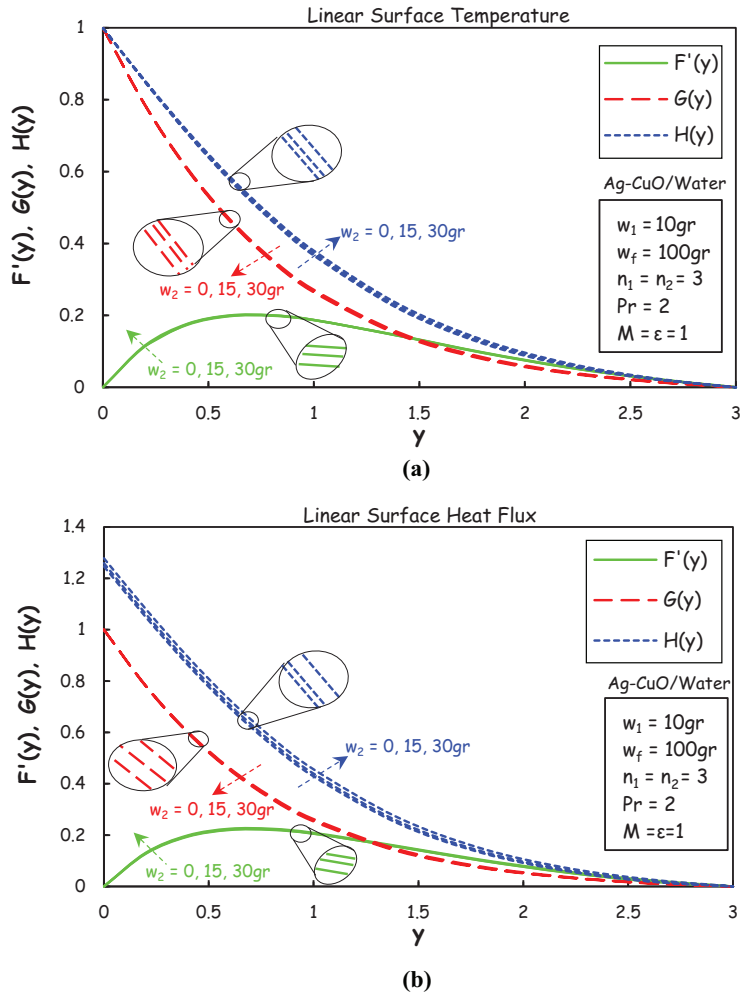 Linear Surface Temperature
1
0.8
0.6
0.4
0.2
0
F'(y), G(y), H(y)
F'(y)
G(y)
H(y)
Ag-CuO/Water
w₁ = 10gr
w_f = 100gr
n₁ = n₂ = 3
Pr = 2
M = ε = 1
w₂ = 0, 15, 30gr
w₂ = 0, 15, 30gr
w₂ = 0, 15, 30gr
0 0.5 1 1.5 2 2.5 3
y
(a)
Linear Surface Heat Flux
1.4
1.2
1
0.8
0.6
0.4
0.2
0
F'(y), G(y), H(y)
F'(y)
G(y)
H(y)
Ag-CuO/Water
w₁ = 10gr
w_f = 100gr
n₁ = n₂ = 3
Pr = 2
M =ε=1
w₂ = 0, 15, 30gr
w₂ = 0, 15, 30gr
w₂ = 0, 15, 30gr
0 0.5 1 1.5 2 2.5 3
y
(b)